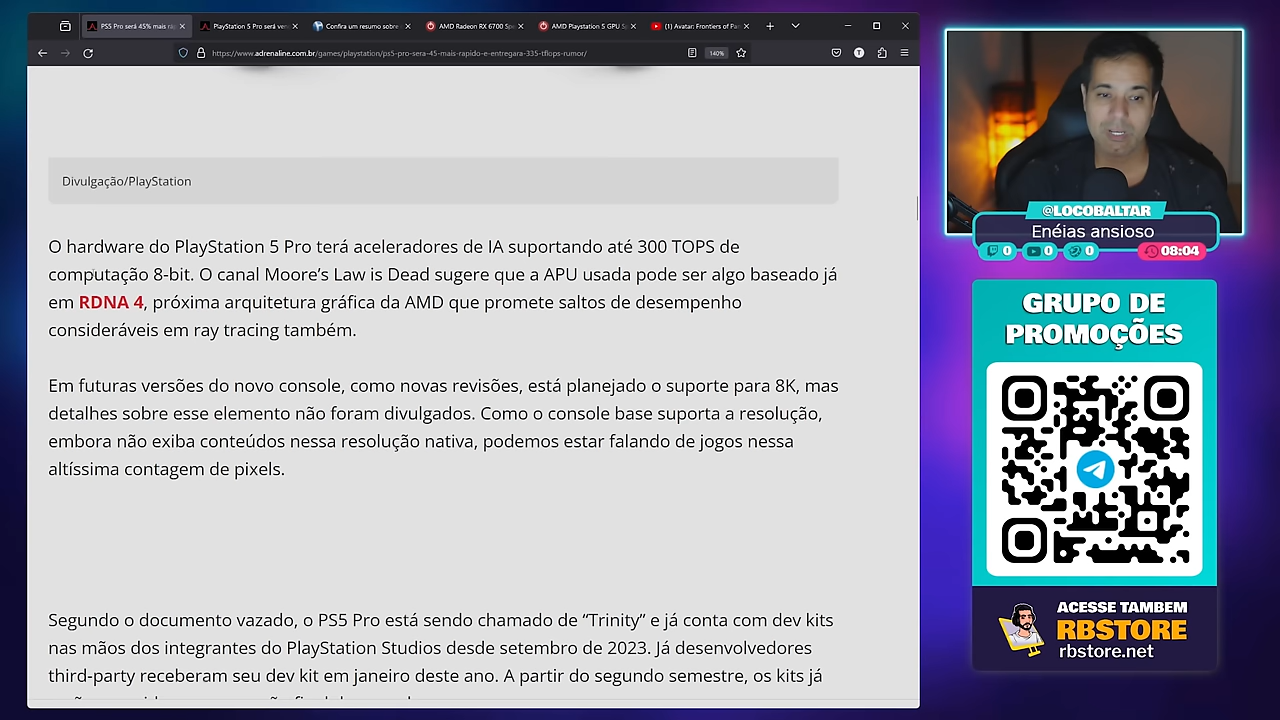 PS5 Pro será 45% mais ráp
PlayStation 5 Pro será ven
Confira um resumo sobre
AMD Radeon RX 6700 Spe
AMD Playstation 5 GPU Sp
(1) Avatar: Frontiers of Pan
https://www.adrenaline.com.br/games/playstation/ps5-pro-sera-45-mais-rapido-e-entregara-335-tflops-rumor/
140%
T
Divulgação/PlayStation
O hardware do PlayStation 5 Pro terá aceleradores de IA suportando até 300 TOPS de
computação 8-bit. O canal Moore’s Law is Dead sugere que a APU usada pode ser algo baseado já
em RDNA 4, próxima arquitetura gráfica da AMD que promete saltos de desempenho
consideráveis em ray tracing também.
Em futuras versões do novo console, como novas revisões, está planejado o suporte para 8K, mas
detalhes sobre esse elemento não foram divulgados. Como o console base suporta a resolução,
embora não exiba conteúdos nessa resolução nativa, podemos estar falando de jogos nessa
altíssima contagem de pixels.
Segundo o documento vazado, o PS5 Pro está sendo chamado de “Trinity” e já conta com dev kits
nas mãos dos integrantes do PlayStation Studios desde setembro de 2023. Já desenvolvedores
third-party receberam seu dev kit em janeiro deste ano. A partir do segundo semestre, os kits já
@LOCOBALTAR
Enéias ansioso
0 0 0 08:04
GRUPO DE
PROMOÇÕES
ACESSE TAMBEM
RBSTORE
rbstore.net